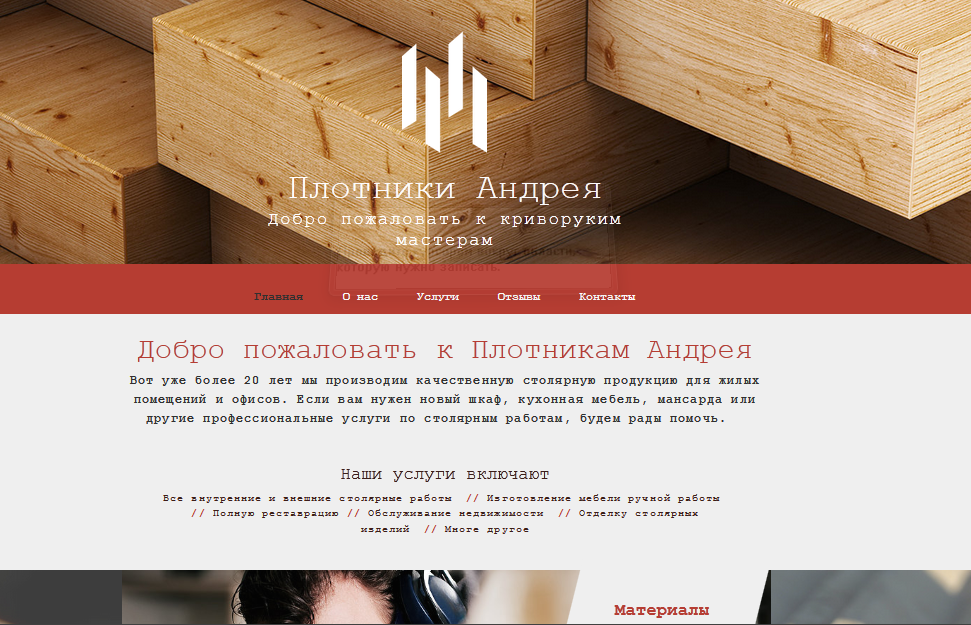 Плотники Андрея
Добро пожаловать к криворуким
мастерам
которую нужно записать.
Главная О нас Услуги Отзывы Контакты
Добро пожаловать к Плотникам Андрея
Вот уже более 20 лет мы производим качественную столярную продукцию для жилых
помещений и офисов. Если вам нужен новый шкаф, кухонная мебель, мансарда или
другие профессиональные услуги по столярным работам, будем рады помочь.
Наши услуги включают
Все внутренние и внешние столярные работы // Изготовление мебели ручной работы
// Полную реставрацию // Обслуживание недвижимости // Отделку столярных
изделий // Многе другое
Материалы